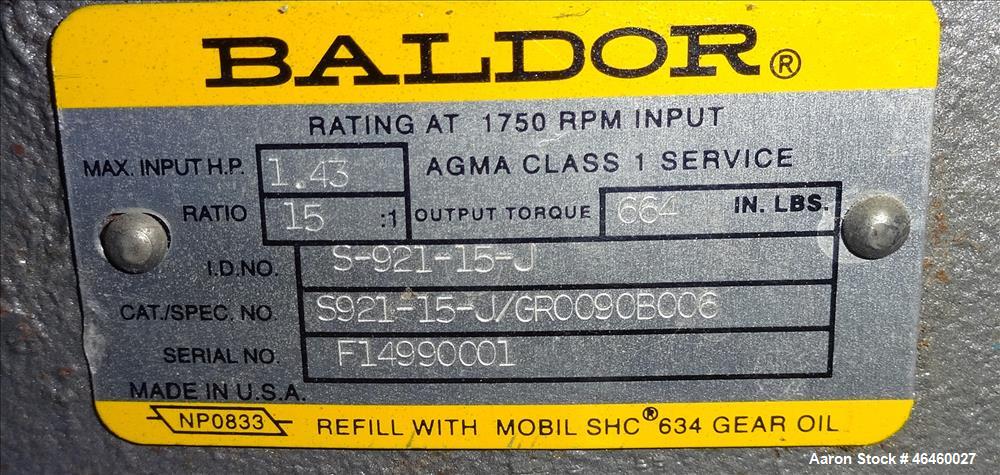 BALDOR®
RATING AT 1750 RPM INPUT
MAX. INPUT H.P. 1.43 AGMA CLASS 1 SERVICE
RATIO 15 :1 OUTPUT TORQUE 664 IN. LBS.
I.D.NO. S-921-15-J
CAT./SPEC. NO. S921-15-J/GR0090B006
SERIAL NO. F14990001
MADE IN U.S.A.
NP0833 REFILL WITH MOBIL SHC® 634 GEAR OIL
Aaron Stock # 46460027